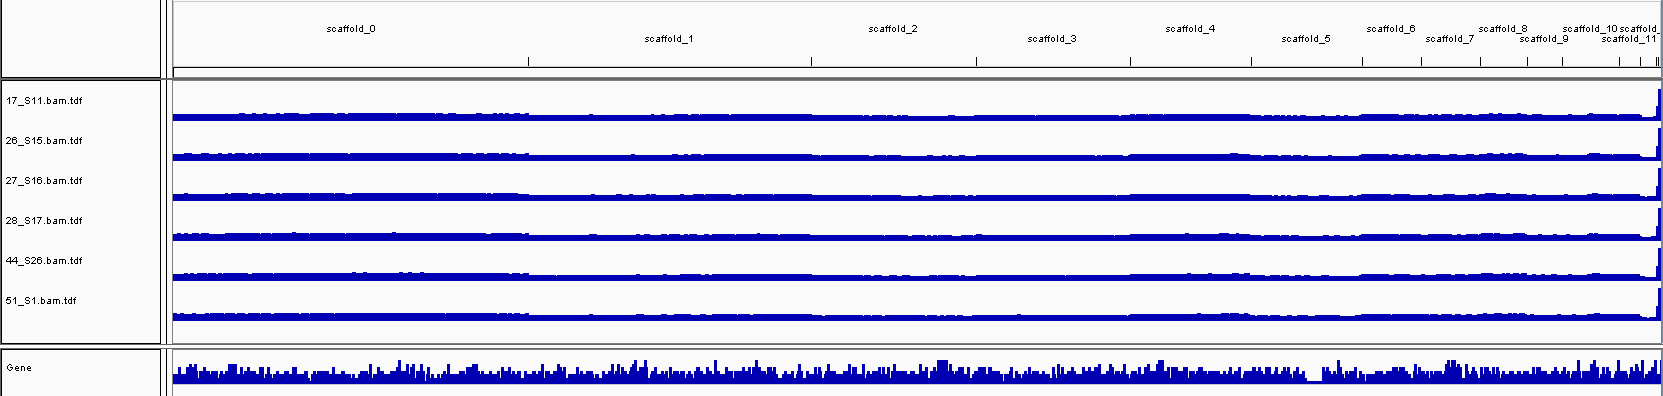 scaffold_0 scaffold_2 scaffold_4 scaffold_6 scaffold_8 scaffold_10 scaffold_
scaffold_1 scaffold_3 scaffold_5 scaffold_7 scaffold_9 scaffold_11
17_S11.bam.tdf
26_S15.bam.tdf
27_S16.bam.tdf
28_S17.bam.tdf
44_S26.bam.tdf
51_S1.bam.tdf
Gene